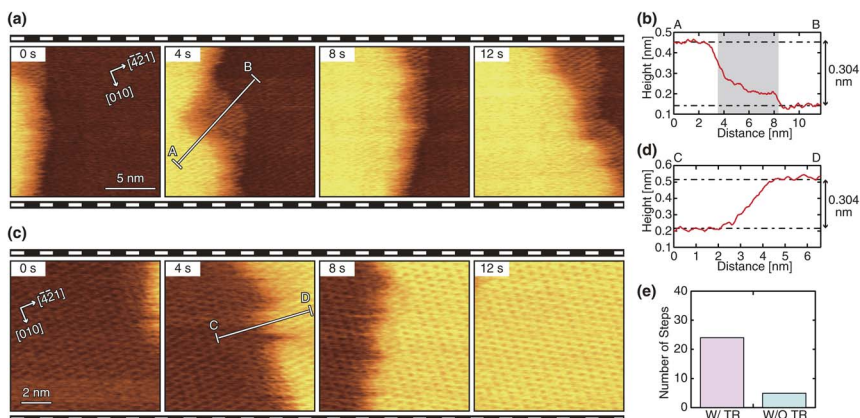 (a)
0 s
[4̄2̄1]
[010]
5 nm
4 s
B
A
8 s
12 s
(b)
A
B
0.5
0.4
0.3
0.2
0.1
Height [nm]
0
2
4
6
8
10
Distance [nm]
0.304
nm
(c)
0 s
[4̄2̄1]
[010]
2 nm
4 s
C
D
8 s
12 s
(d)
C
D
0.6
0.5
0.4
0.3
0.2
0.1
Height [nm]
0
1
2
3
4
5
6
Distance [nm]
0.304
nm
(e)
40
20
0
Number of Steps
W/ TR
W/O TR